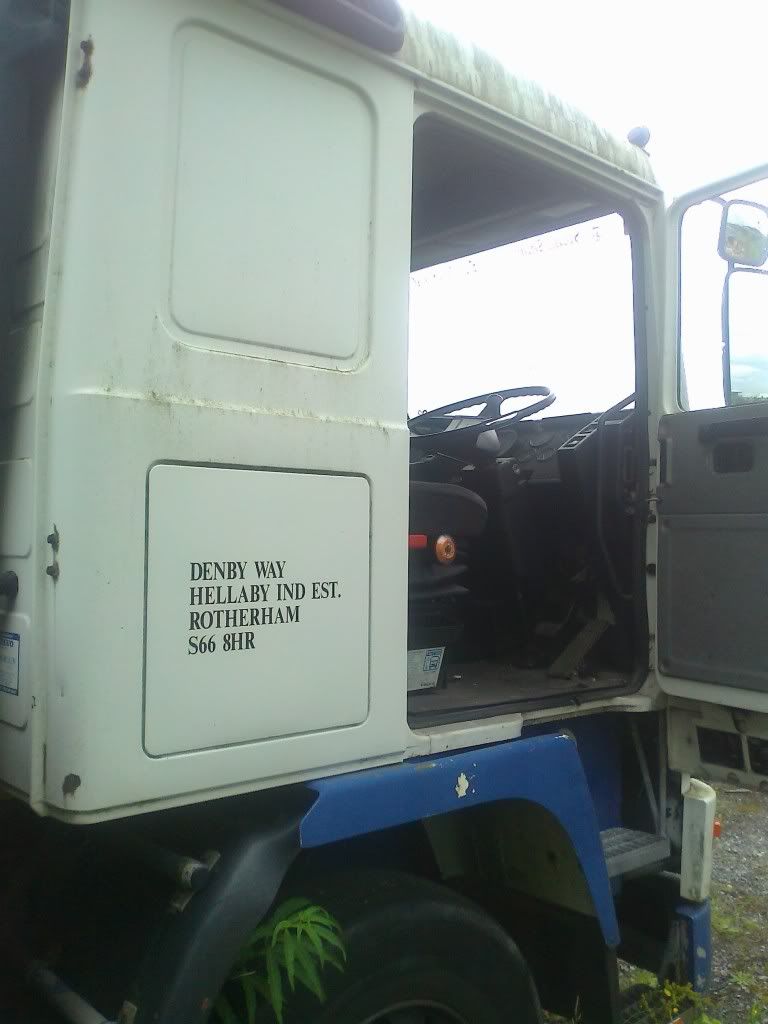 DENBY WAY
HELLABY IND EST.
ROTHERHAM
S66 8HR